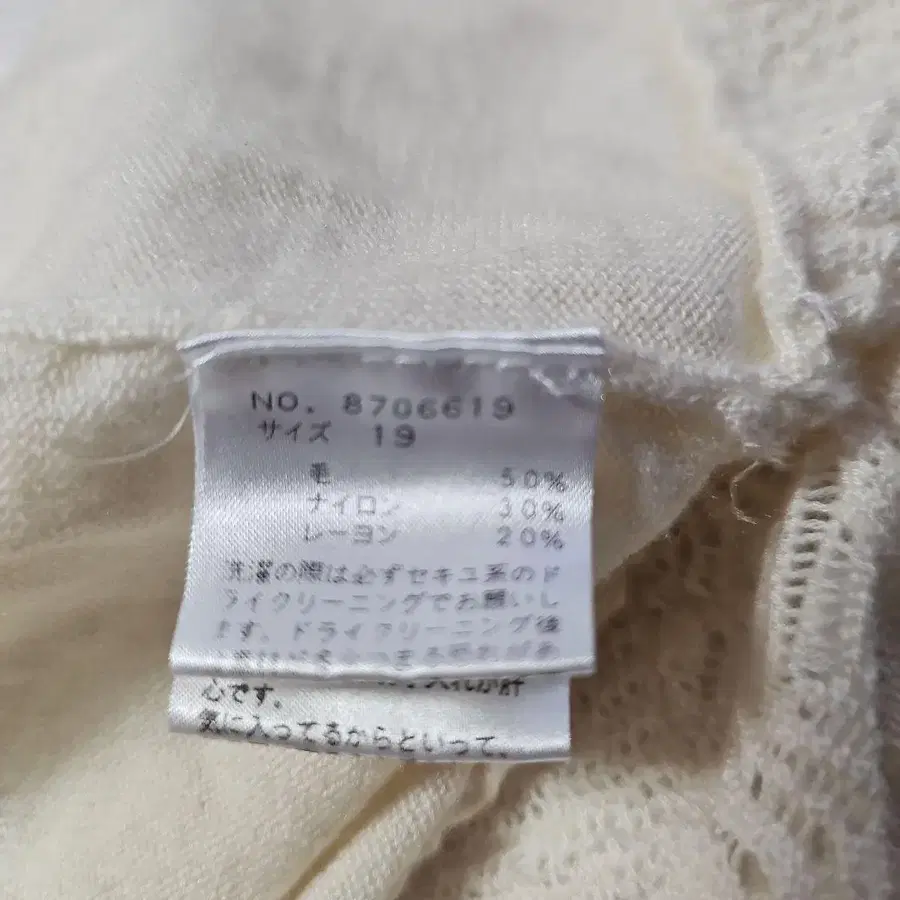 NO. 8706619
サイズ 19
毛 50%
ナイロン 30%
レーヨン 20%
洗濯の際は必ずセキユ系のド
ライクリーニングでお願いし
ます。ドライクリーニング後
心です。
気に入ってるからといって、